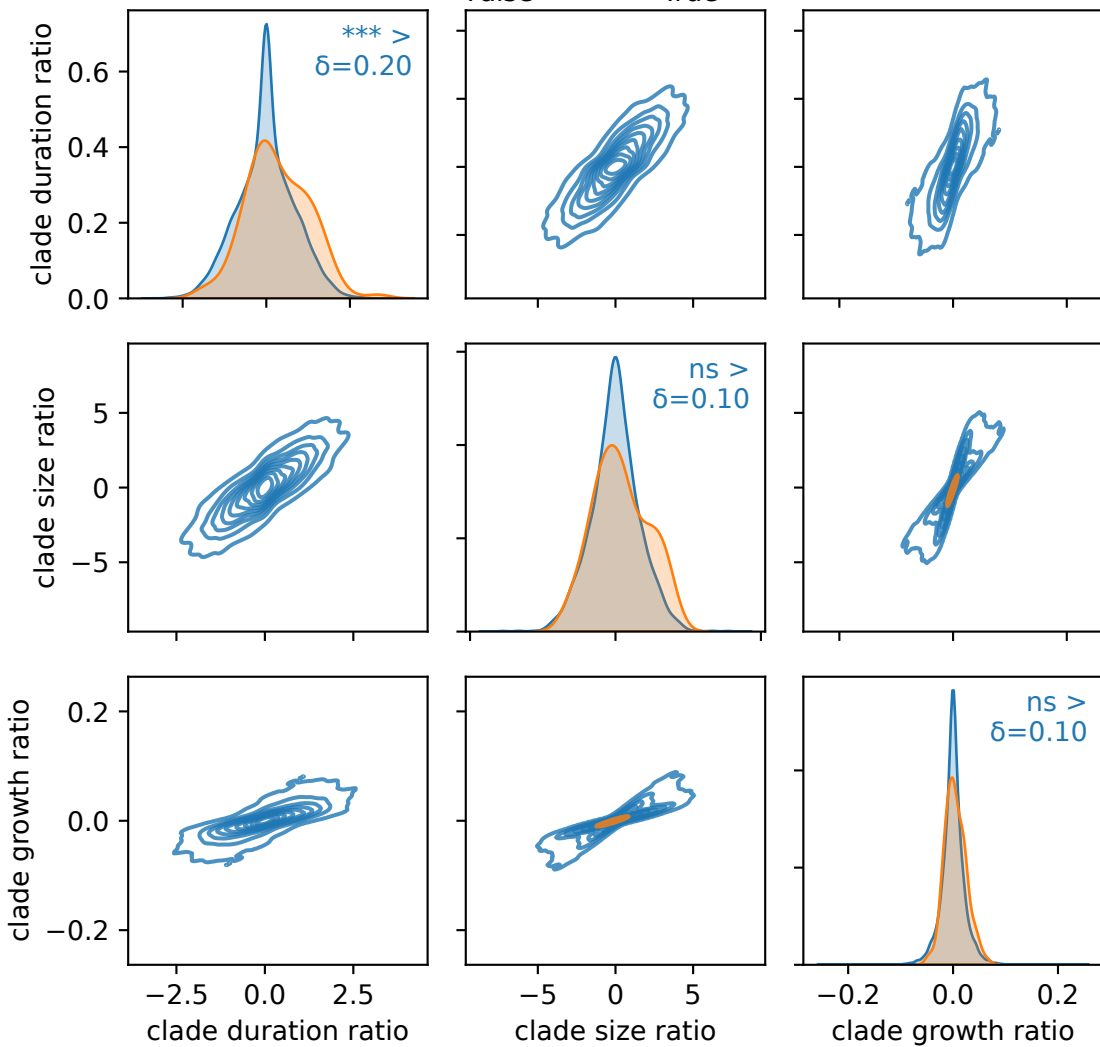 True
*** >
δ=0.20
clade duration ratio
0.6
0.4
0.2
0.0
ns >
δ=0.10
clade size ratio
5
0
−5
ns >
δ=0.10
clade growth ratio
0.2
0.0
−0.2
−2.5 0.0 2.5 −5 0 5 −0.2 0.0 0.2
clade duration ratio clade size ratio clade growth ratio